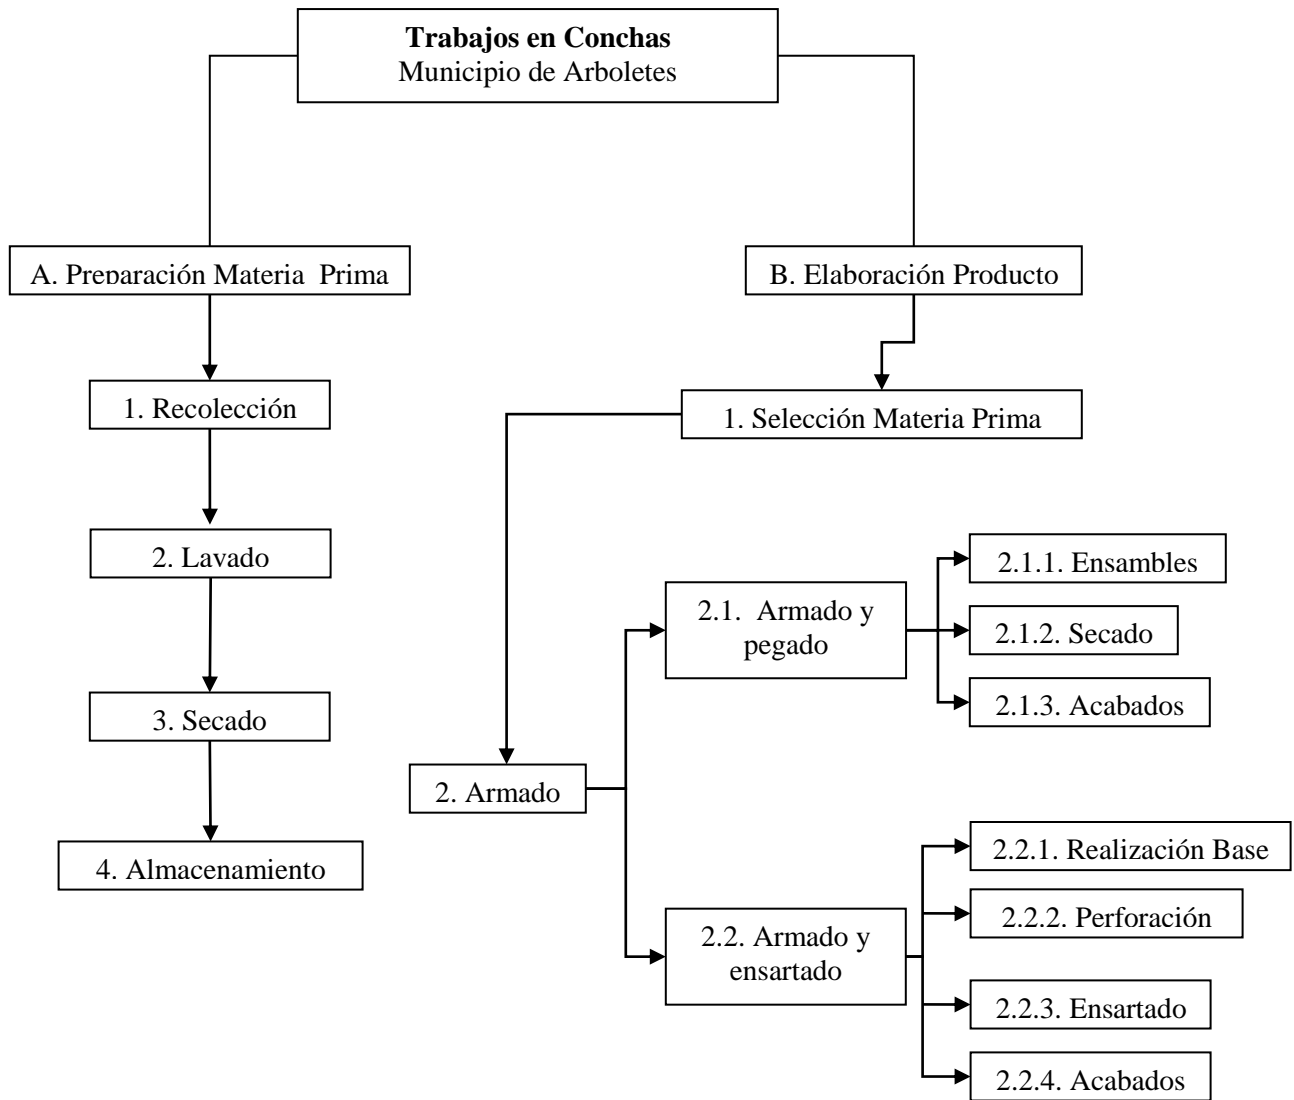 Trabajos en Conchas
Municipio de Arboletes
A. Preparación Materia Prima
1. Recolección
2. Lavado
3. Secado
4. Almacenamiento
B. Elaboración Producto
1. Selección Materia Prima
2. Armado
2.1. Armado y
pegado
2.1.1. Ensambles
2.1.2. Secado
2.1.3. Acabados
2.2. Armado y
ensartado
2.2.1. Realización Base
2.2.2. Perforación
2.2.3. Ensartado
2.2.4. Acabados